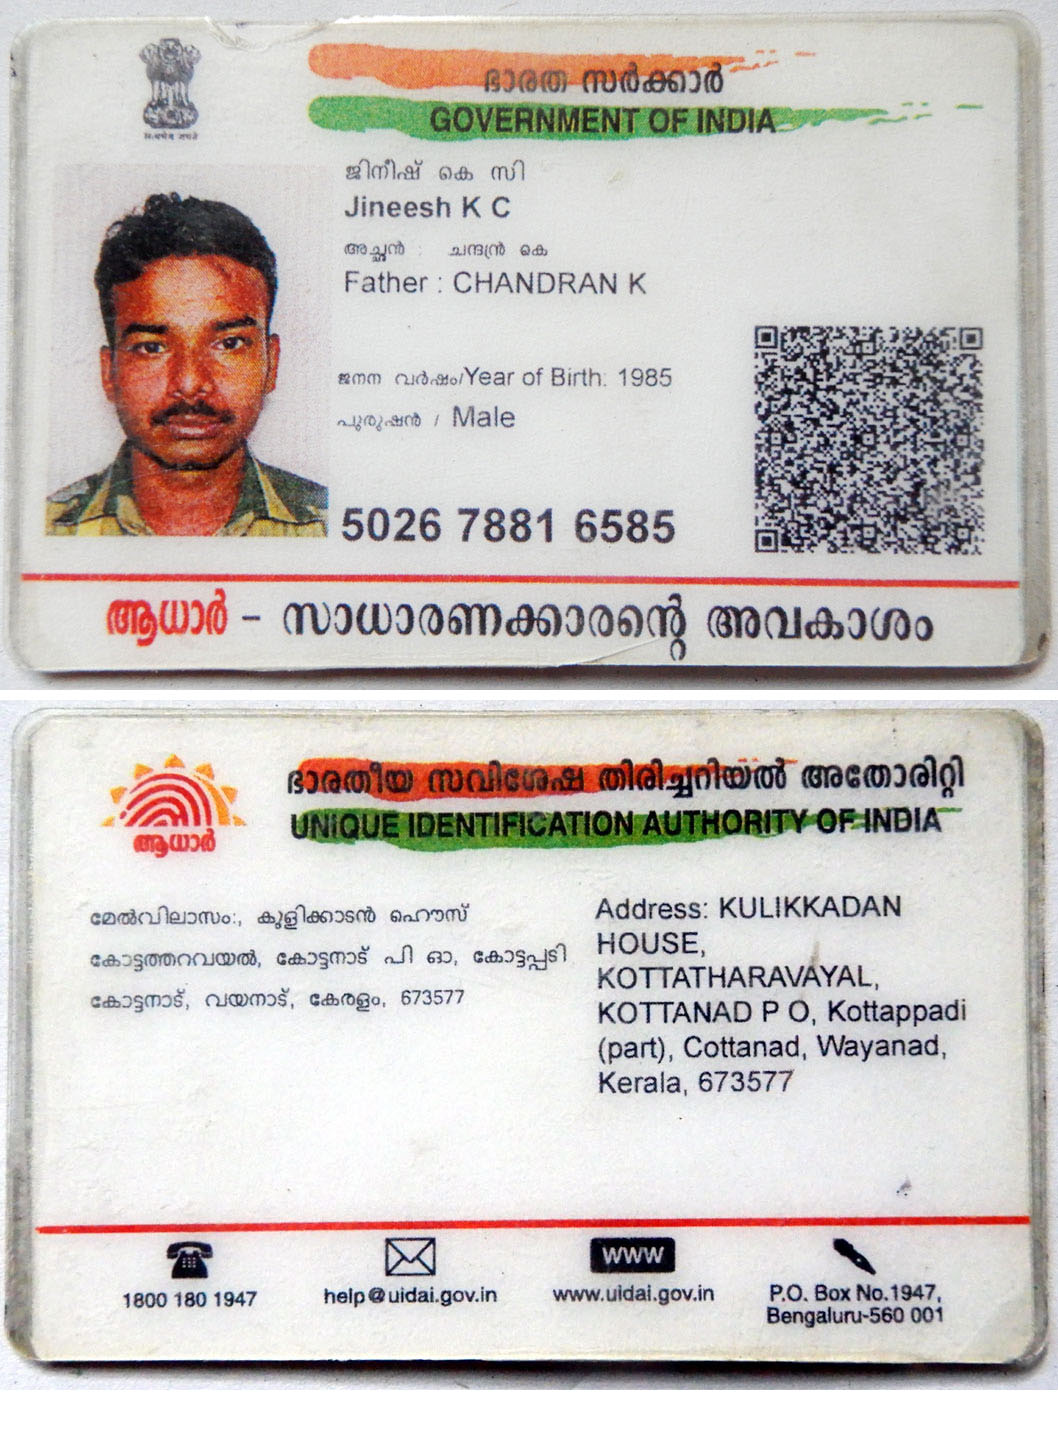 ഭാരത സർക്കാർ
GOVERNMENT OF INDIA
ജിനീഷ് കെ സി
Jineesh K C
അച്ഛൻ : ചന്ദ്രൻ കെ
Father : CHANDRAN K
ജനന വർഷം/Year of Birth: 1985
പുരുഷൻ / Male
5026 7881 6585
ആധാർ - സാധാരണക്കാരന്റെ അവകാശം
ഭാരതീയ സവിശേഷ തിരിച്ചറിയൽ അതോരിറ്റി
UNIQUE IDENTIFICATION AUTHORITY OF INDIA
ആധാർ
മേൽവിലാസം:, കുളിക്കാടൻ ഹൌസ്
കോട്ടത്തറവയൽ, കോട്ടനാട് പി ഓ, കോട്ടപ്പടി
കോട്ടനാട്, വയനാട്, കേരളം, 673577
Address: KULIKKADAN
HOUSE,
KOTTATHARAVAYAL,
KOTTANAD P O, Kottappadi
(part), Cottanad, Wayanad,
Kerala, 673577
1800 180 1947
help@uidai.gov.in
WWW
www.uidai.gov.in
P.O. Box No.1947,
Bengaluru-560 001